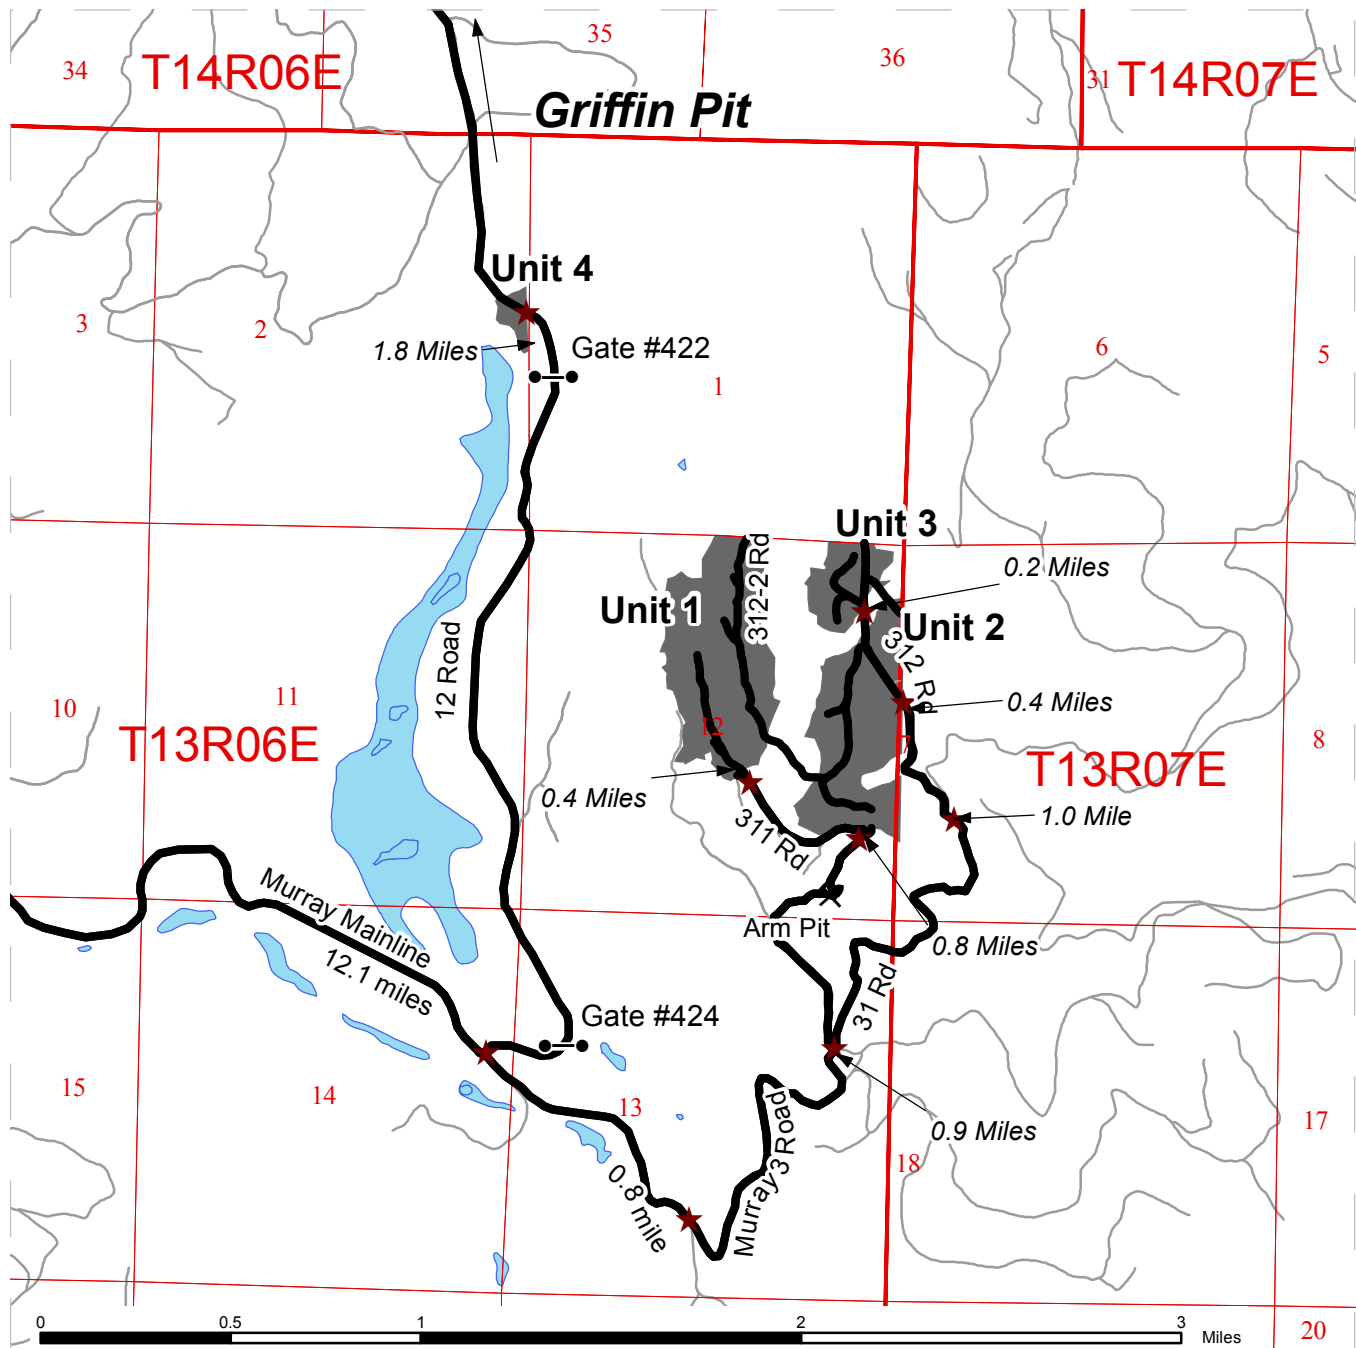 35
36
34
T14R06E
31
T14R07E
Griffin Pit
Unit 4
3
2
1.8 Miles
Gate #422
6
5
1
Unit 3
0.2 Miles
312-2 Rd
Unit 1
Unit 2
312 Rd
12 Road
11
10
0.4 Miles
12
7
8
T13R06E
T13R07E
0.4 Miles
1.0 Mile
311 Rd
Murray Mainline
12.1 miles
Arm Pit
0.8 Miles
31 Rd
Gate #424
15
14
13
17
0.9 Miles
18
Murray 3 Road
0.8 mile
0
0.5
1
2
3
Miles
20